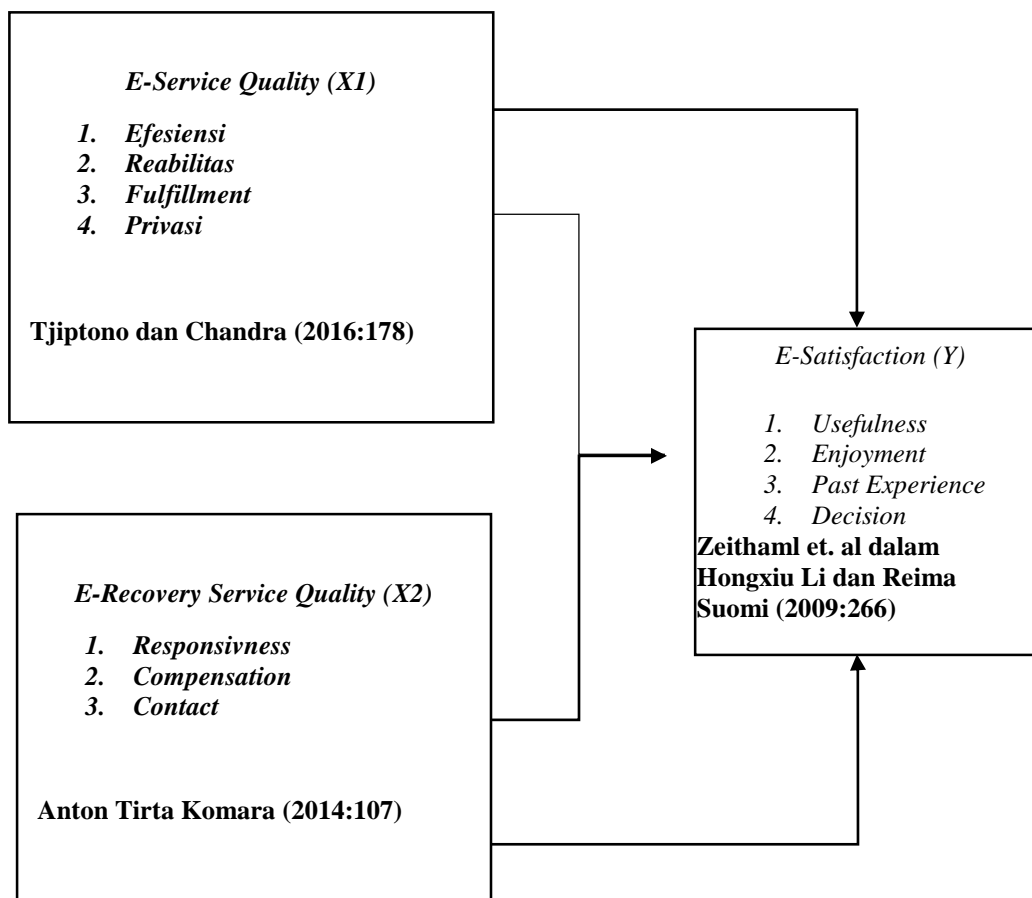 E-Service Quality (X1)
1. Efesiensi
2. Reabilitas
3. Fulfillment
4. Privasi
Tjiptono dan Chandra (2016:178)
E-Recovery Service Quality (X2)
1. Responsivness
2. Compensation
3. Contact
Anton Tirta Komara (2014:107)
E-Satisfaction (Y)
1. Usefulness
2. Enjoyment
3. Past Experience
4. Decision
Zeithaml et. al dalam
Hongxiu Li dan Reima
Suomi (2009:266)